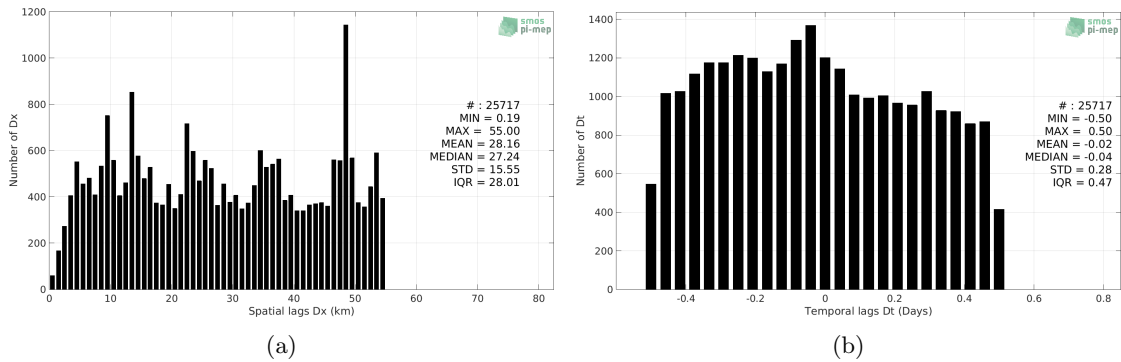 1200
1000
800
600
400
200
0
0 10 20 30 40 50 60 70 80
Number of Dx
Spatial lags Dx (km)
smos
pi-mep
# : 25717
MIN = 0.19
MAX = 55.00
MEAN = 28.16
MEDIAN = 27.24
STD = 15.55
IQR = 28.01
(a)
1400
1200
1000
800
600
400
200
0
-0.4 -0.2 0 0.2 0.4 0.6 0.8
Number of Dt
Temporal lags Dt (Days)
smos
pi-mep
# : 25717
MIN = -0.50
MAX = 0.50
MEAN = -0.02
MEDIAN = -0.04
STD = 0.28
IQR = 0.47
(b)